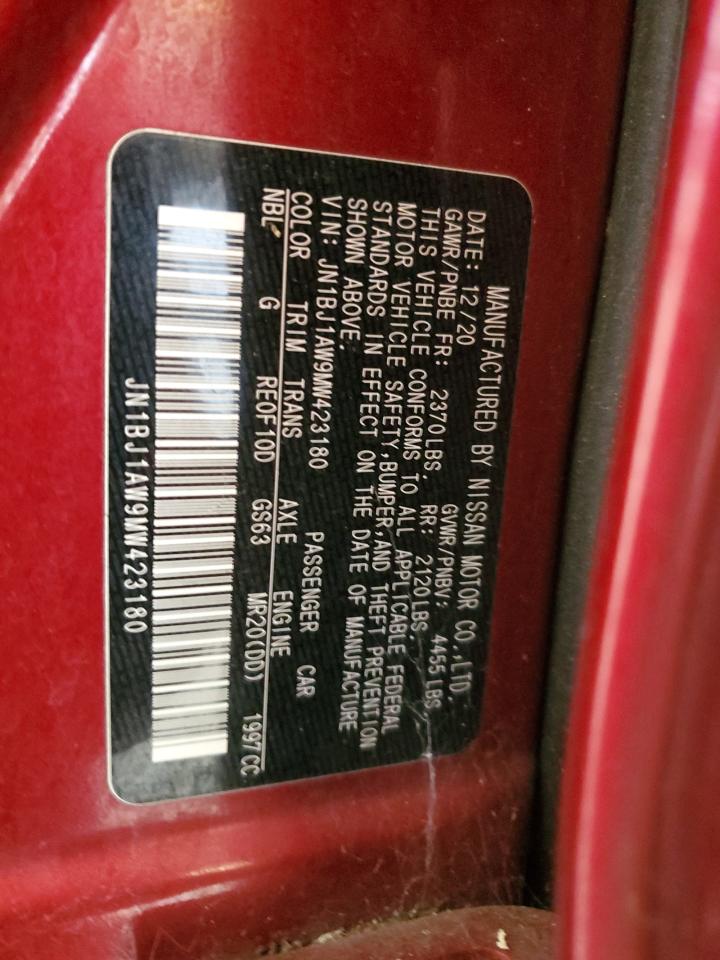 MANUFACTURED BY NISSAN MOTOR CO.,LTD.
DATE: 12/20 GVWR/PNBV: 4455LBS
GAWR/PNBE FR: 2370LBS. RR: 2120LBS.
THIS VEHICLE CONFORMS TO ALL APPLICABLE FEDERAL
MOTOR VEHICLE SAFETY,BUMPER,AND THEFT PREVENTION
STANDARDS IN EFFECT ON THE DATE OF MANUFACTURE
SHOWN ABOVE.
VIN: JN1BJ1AW9MW423180 PASSENGER CAR
COLOR TRIM TRANS AXLE ENGINE
NBL G RE0F10D GS63 MR20(DD) 1997CC
JN1BJ1AW9MW423180